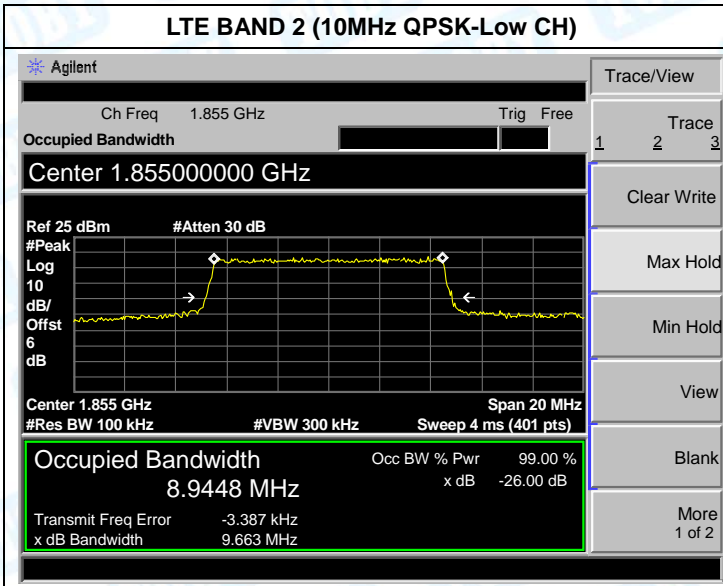 LTE BAND 2 (10MHz QPSK-Low CH)
Agilent
Trace/View
Ch Freq 1.855 GHz Trig Free
Occupied Bandwidth
Trace
1 2 3
Center 1.855000000 GHz
Clear Write
Ref 25 dBm #Atten 30 dB
#Peak
Log
10
dB/
Offst
6
dB
Max Hold
Min Hold
View
Center 1.855 GHz Span 20 MHz
#Res BW 100 kHz #VBW 300 kHz Sweep 4 ms (401 pts)
Occupied Bandwidth Occ BW % Pwr 99.00 %
8.9448 MHz x dB -26.00 dB
Blank
Transmit Freq Error -3.387 kHz
x dB Bandwidth 9.663 MHz
More
1 of 2